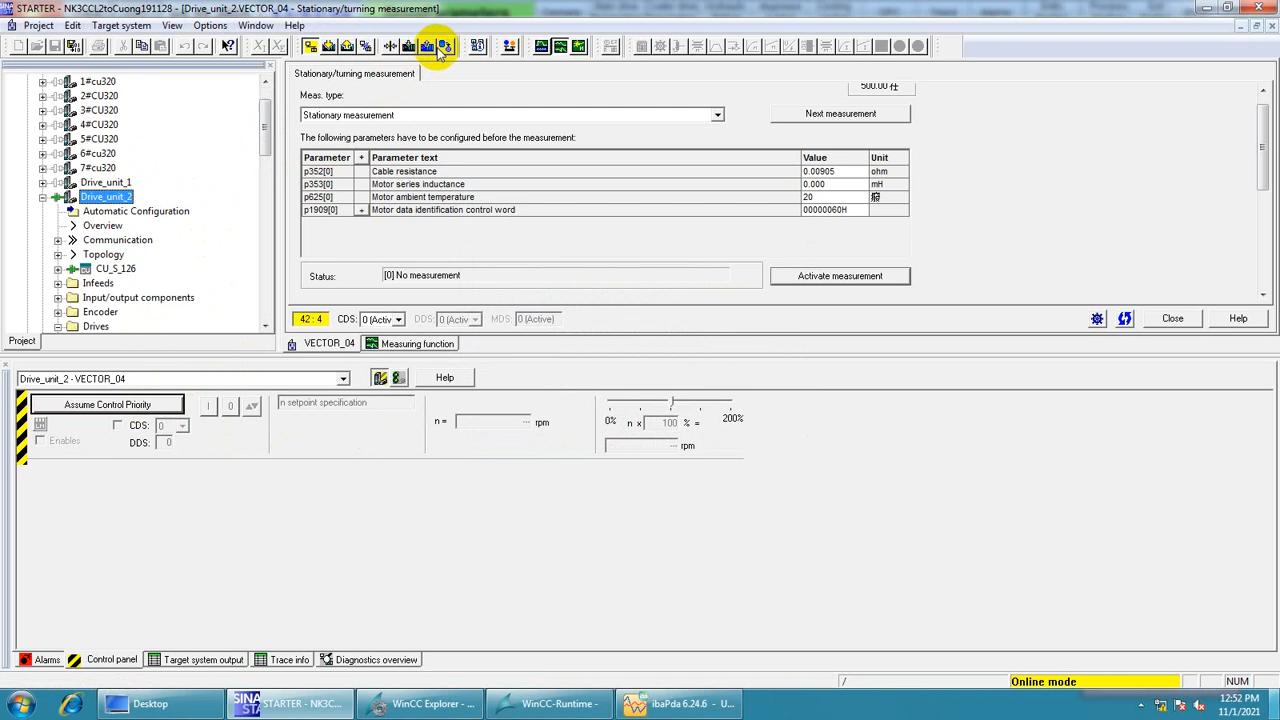 STARTER - NK3CCL2toCuong191128 - [Drive_unit_2.VECTOR_04 - Stationary/turning measurement]
Project Edit Target system View Options Window Help
1#cu320
2#CU320
3#CU320
4#CU320
5#CU320
6#cu320
7#cu320
Drive_unit_1
Drive_unit_2
Automatic Configuration
Overview
Communication
Topology
CU_S_126
Infeeds
Input/output components
Encoder
Drives
Project
Stationary/turning measurement
500.00 仕
Meas. type:
Stationary measurement
Next measurement
The following parameters have to be configured before the measurement:
Parameter + Parameter text Value Unit
p352[0] Cable resistance 0.00905 ohm
p353[0] Motor series inductance 0.000 mH
p625[0] Motor ambient temperature 20
p1909[0] + Motor data identification control word 00000060H
Status: [0] No measurement Activate measurement
42 : 4 CDS: 0 (Activ DDS: 0 (Activ MDS: 0 (Active) Close Help
VECTOR_04 Measuring function
Drive_unit_2 - VECTOR_04 Help
Assume Control Priority I 0 n setpoint specification
CDS: 0
Enables DDS: 0
n = --- rpm
0% n x 100 % = 200%
--- rpm
Alarms Control panel Target system output Trace info Diagnostics overview
/ Online mode NUM
SINA
STA
Desktop STARTER - NK3C... WinCC Explorer - ... WinCC-Runtime - ibaPda 6.24.6 - U...
12:52 PM
11/1/2021